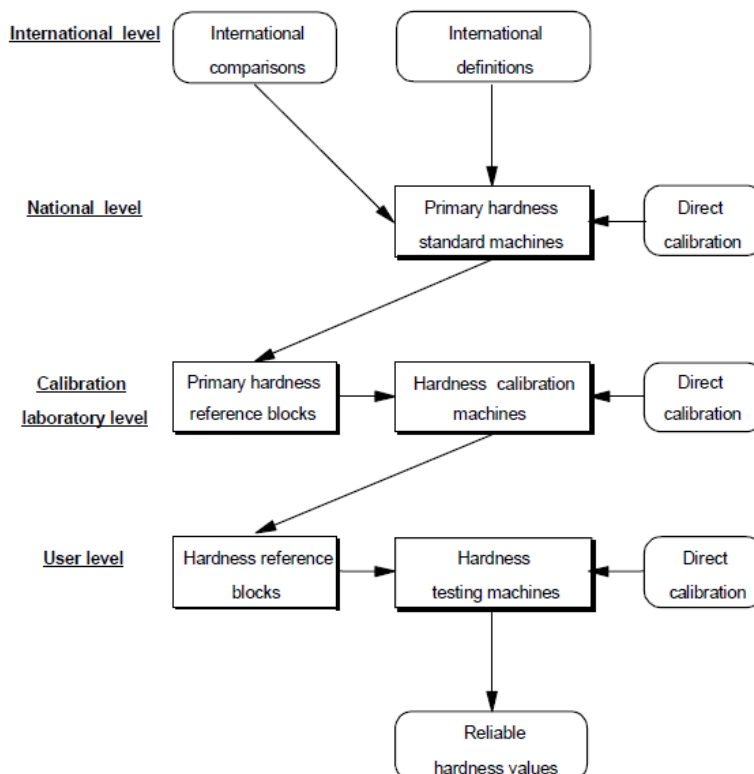 International level
International
comparisons
International
definitions
National level
Primary hardness
standard machines
Direct
calibration
Calibration
laboratory level
Primary hardness
reference blocks
Hardness calibration
machines
Direct
calibration
User level
Hardness reference
blocks
Hardness
testing machines
Direct
calibration
Reliable
hardness values